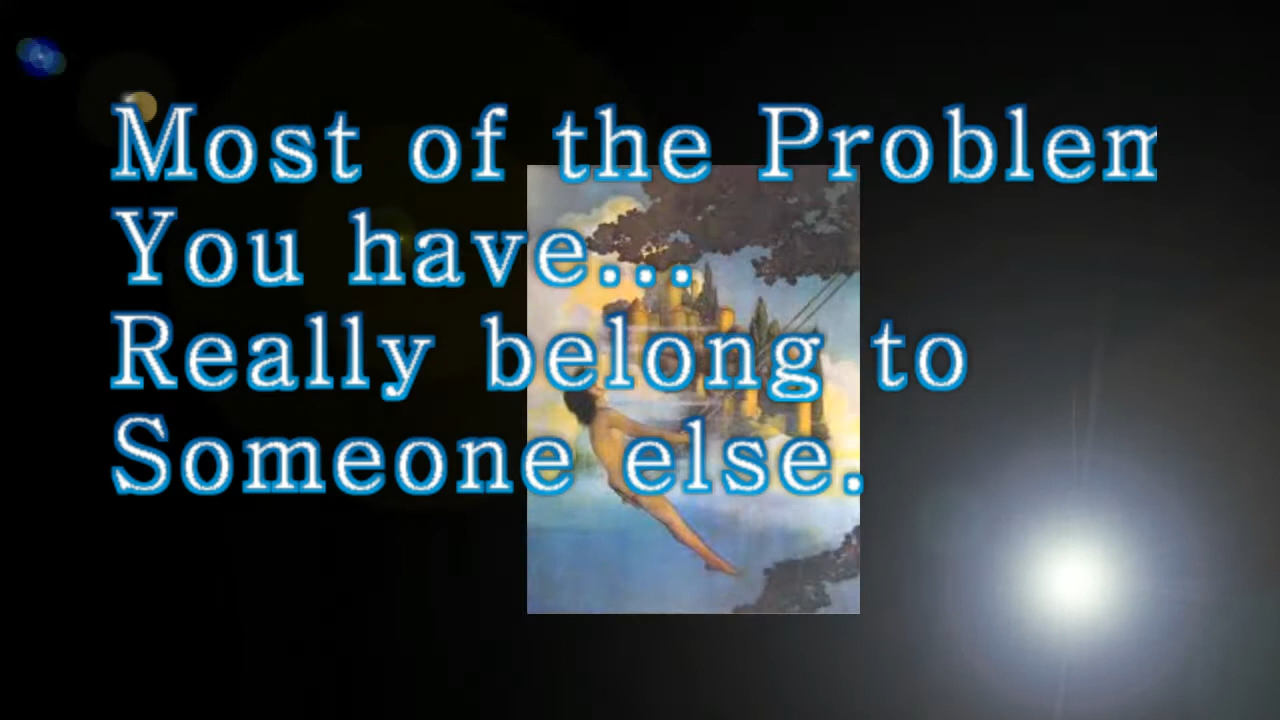 Most of the Problem
You have...
Really belong to
Someone else.